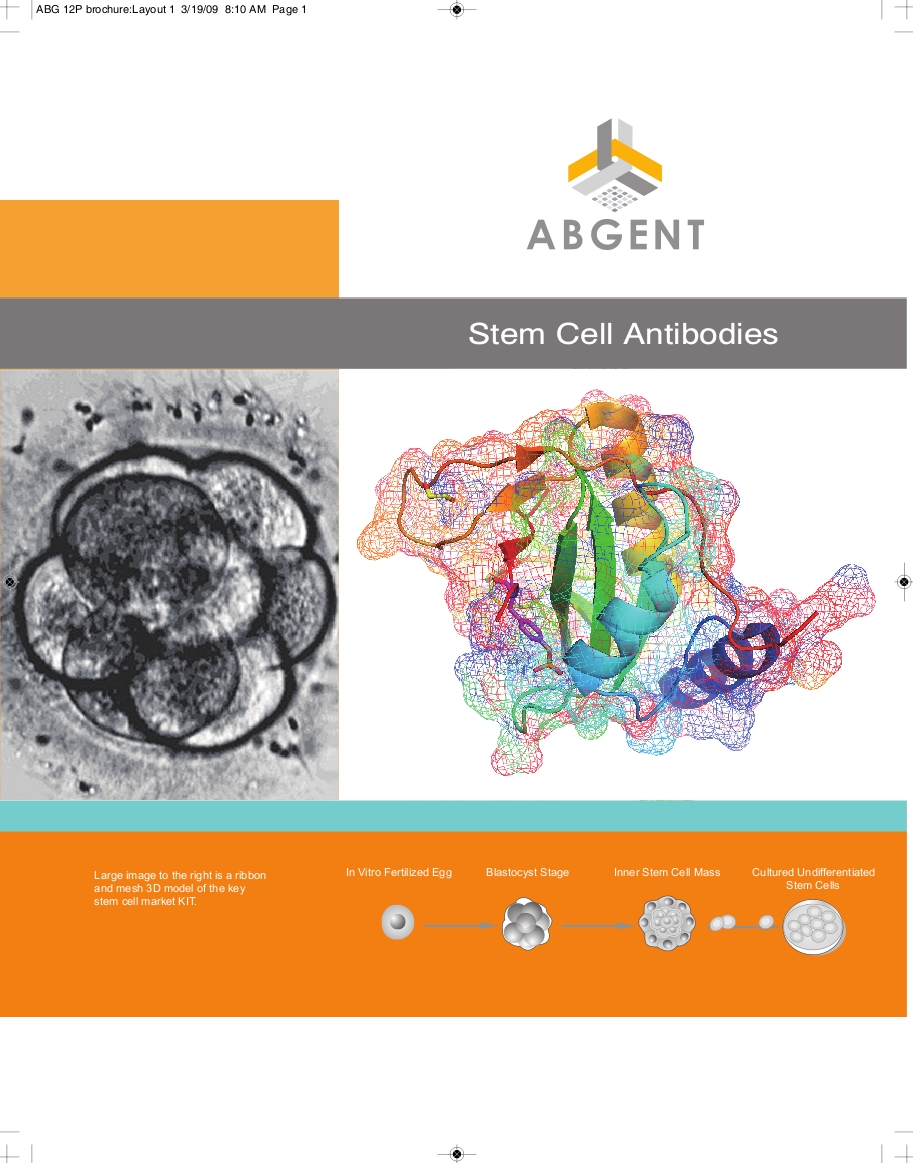 ABG 12P brochure:Layout 1  3/19/09  8:10 AM  Page 1
ABGENT
Stem Cell Antibodies
Large image to the right is a ribbon
and mesh 3D model of the key
stem cell market KIT.
In Vitro Fertilized Egg
Blastocyst Stage
Inner Stem Cell Mass
Cultured Undifferentiated
Stem Cells